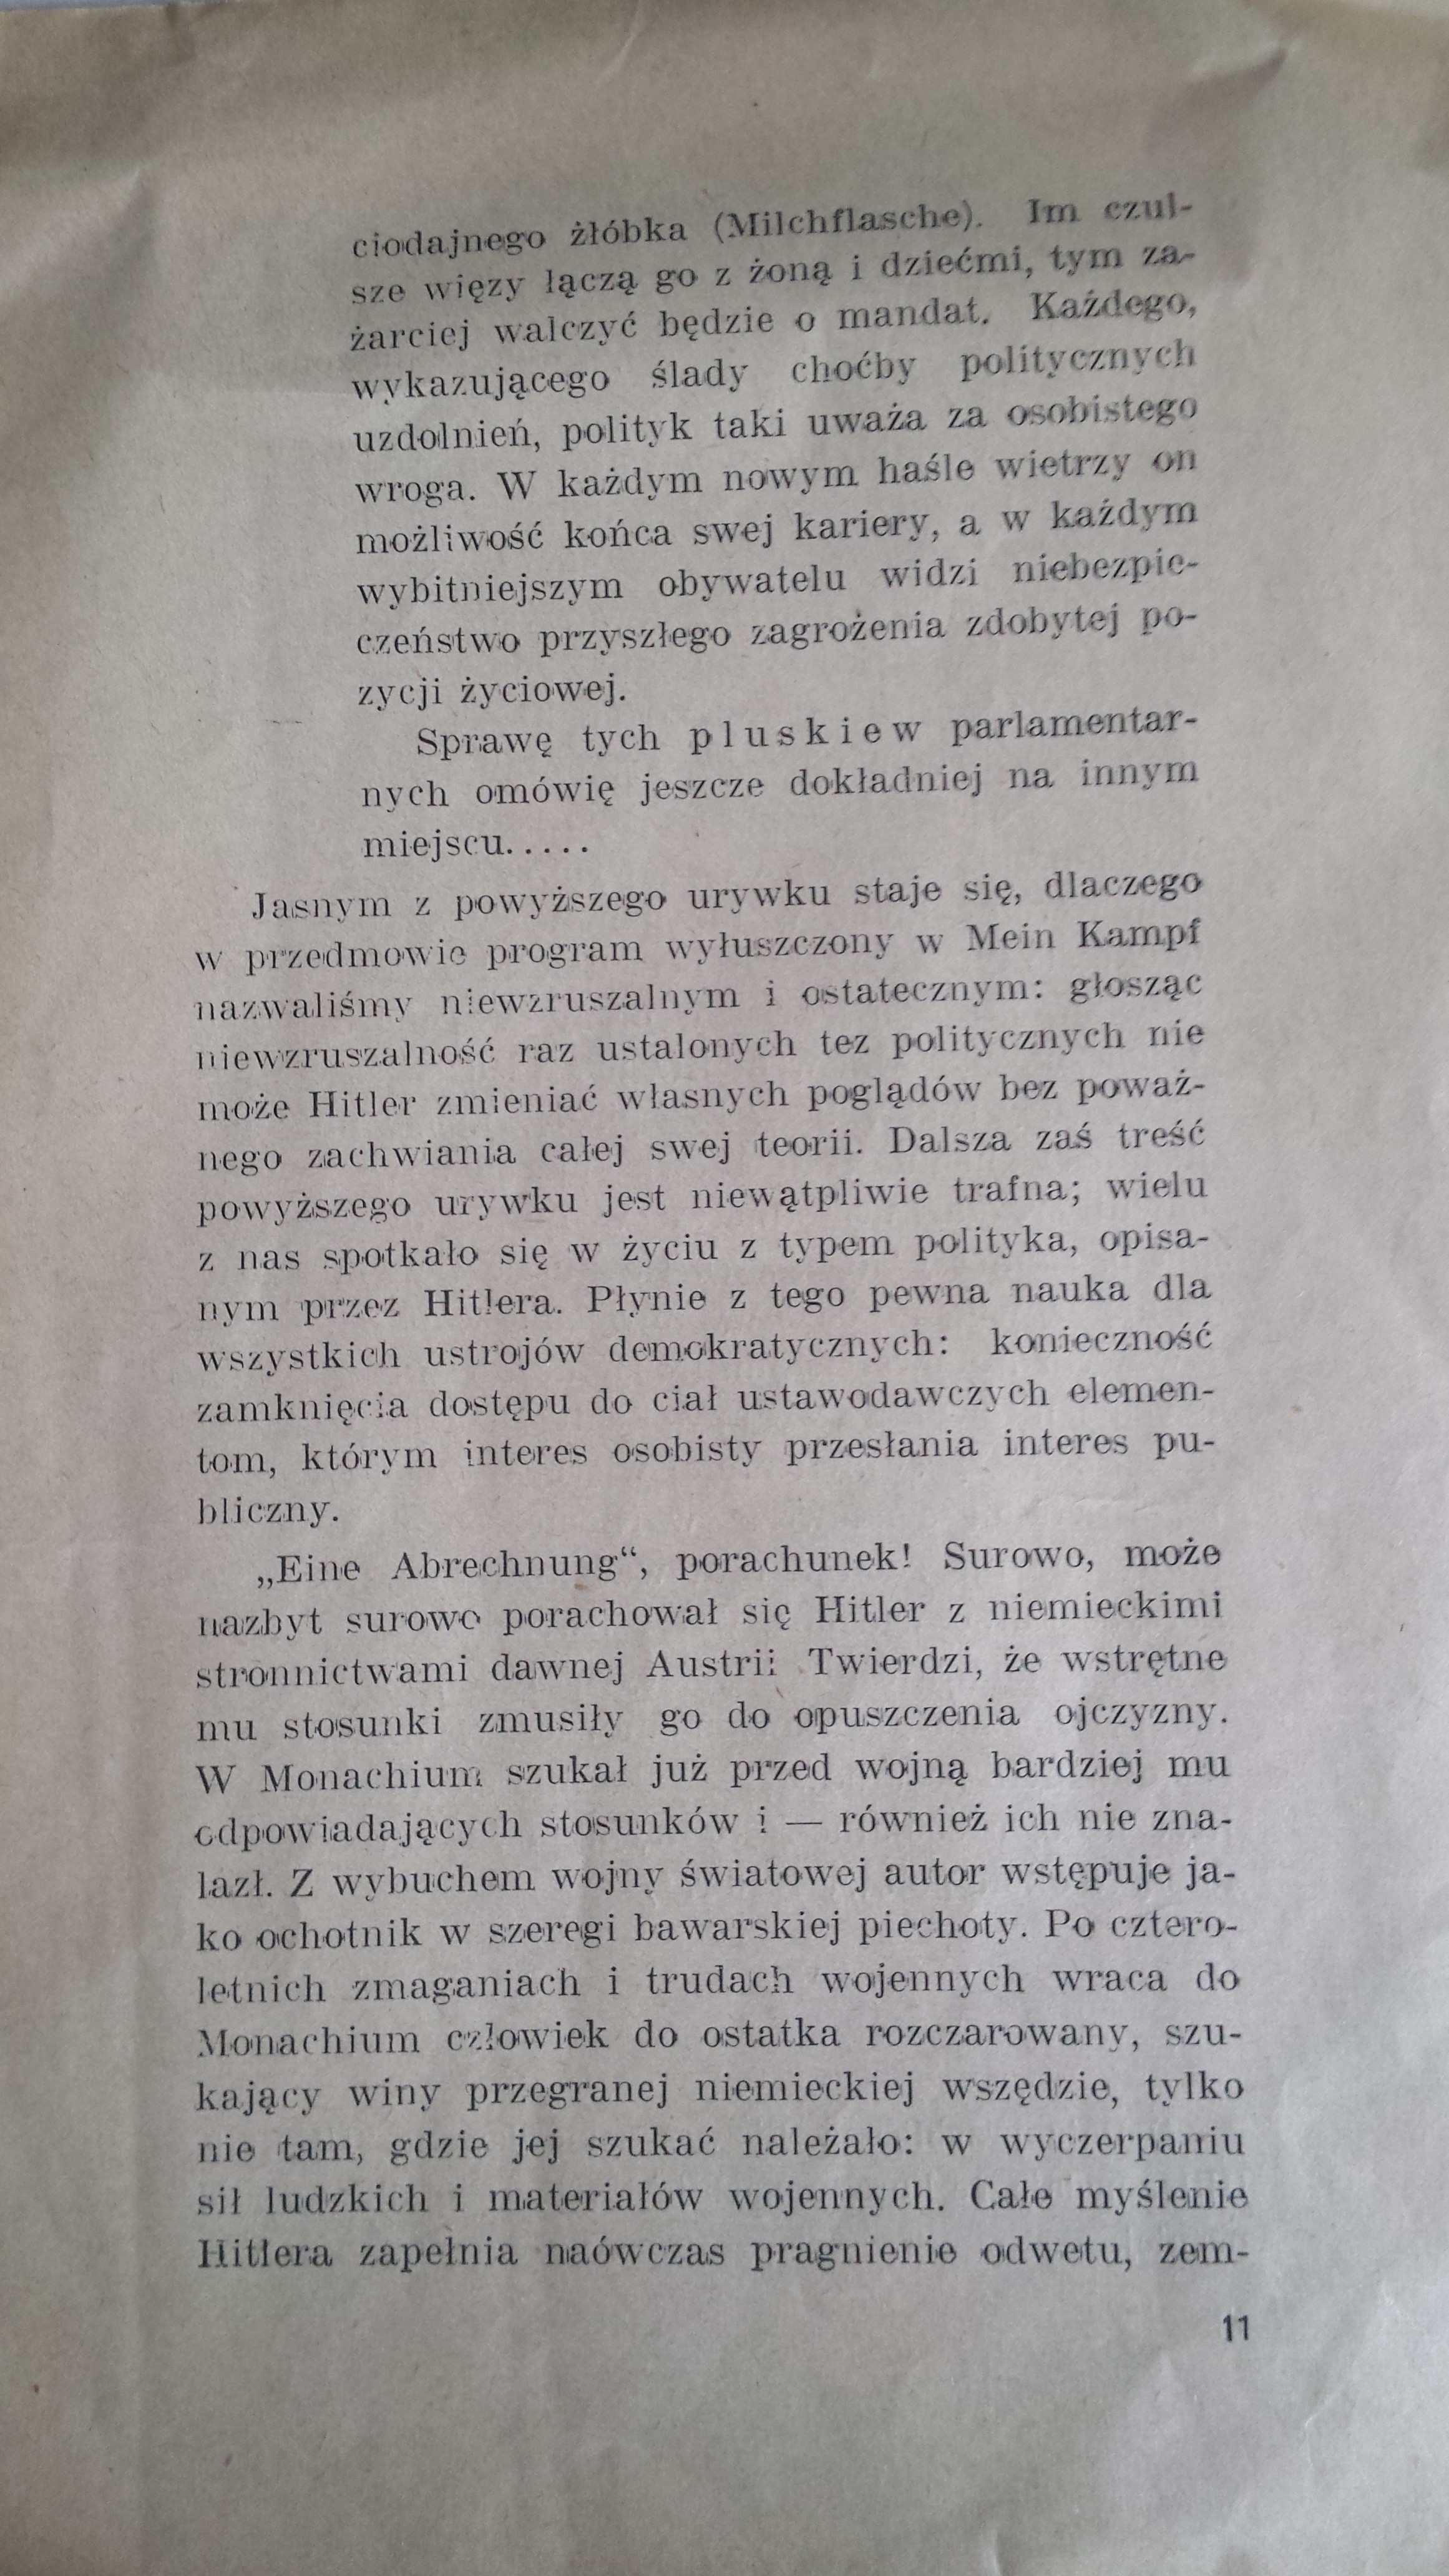 ciodajnego żłóbka (Milchflasche). Im czul-
sze więzy łączą go z żoną i dziećmi, tym za-
żarciej walczyć będzie o mandat. Każdego,
wykazującego ślady choćby politycznych
uzdolnień, polityk taki uważa za osobistego
wroga. W każdym nowym haśle wietrzy on
możliwość końca swej kariery, a w każdym
wybitniejszym obywatelu widzi niebezpie-
czeństwo przyszłego zagrożenia zdobytej po-
zycji życiowej.
Sprawę tych pluskiew parlamentar-
nych omówię jeszcze dokładniej na innym
miejscu.....
Jasnym z powyższego urywku staje się, dlaczego
w przedmowie program wyłuszczony w Mein Kampf
nazwaliśmy niewzruszalnym i ostatecznym: głosząc
niewzruszalność raz ustalonych tez politycznych nie
może Hitler zmieniać własnych poglądów bez poważ-
nego zachwiania całej swej teorii. Dalsza zaś treść
powyższego urywku jest niewątpliwie trafna; wielu
z nas spotkało się w życiu z typem polityka, opisa-
nym przez Hitlera. Płynie z tego pewna nauka dla
wszystkich ustrojów demokratycznych: konieczność
zamknięcia dostępu do ciał ustawodawczych elemen-
tom, którym interes osobisty przesłania interes pu-
bliczny.
„Eine Abrechnung“, porachunek! Surowo, może
nazbyt surowo porachował się Hitler z niemieckimi
stronnictwami dawnej Austrii Twierdzi, że wstrętne
mu stosunki zmusiły go do opuszczenia ojczyzny.
W Monachium szukał już przed wojną bardziej mu
odpowiadających stosunków i — również ich nie zna-
lazł. Z wybuchem wojny światowej autor wstępuje ja-
ko ochotnik w szeregi bawarskiej piechoty. Po cztero-
letnich zmaganiach i trudach wojennych wraca do
Monachium człowiek do ostatka rozczarowany, szu-
kający winy przegranej niemieckiej wszędzie, tylko
nie tam, gdzie jej szukać należało: w wyczerpaniu
sił ludzkich i materiałów wojennych. Całe myślenie
Hitlera zapełnia naówczas pragnienie odwetu, zem-
11